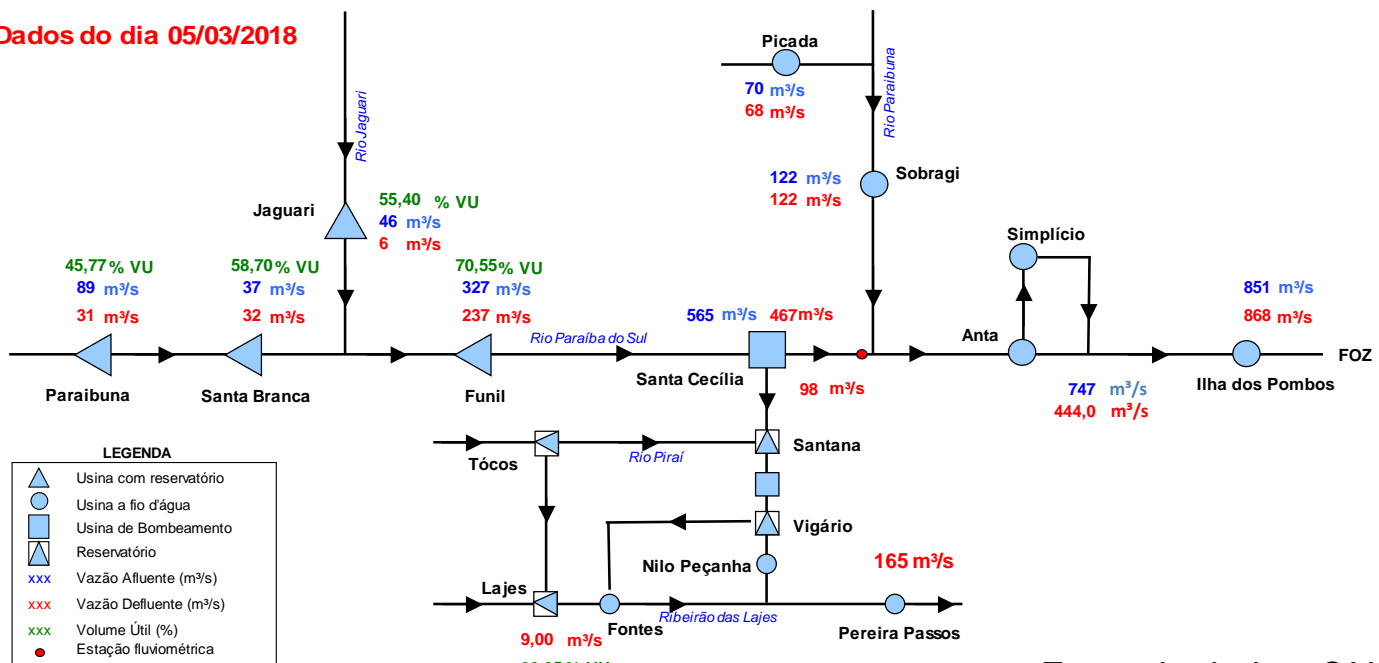 Dados do dia 05/03/2018
Picada
70 m³/s
68 m³/s
Rio Paraibuna
Rio Jaguari
122 m³/s
122 m³/s
Sobragi
Jaguari
55,40 % VU
46 m³/s
6 m³/s
Simplício
45,77% VU
89 m³/s
31 m³/s
58,70% VU
37 m³/s
32 m³/s
70,55% VU
327 m³/s
237 m³/s
Rio Paraíba do Sul
565 m³/s 467m³/s
851 m³/s
868 m³/s
Anta
FOZ
Paraibuna
Santa Branca
Funil
Santa Cecília
98 m³/s
747 m³/s
444,0 m³/s
Ilha dos Pombos
Tócos
Rio Piraí
Santana
Vigário
Nilo Peçanha
165 m³/s
Lajes
Fontes
Ribeirão das Lajes
Pereira Passos
9,00 m³/s
LEGENDA
Usina com reservatório
Usina a fio d'água
Usina de Bombeamento
Reservatório
xxx Vazão Afluente (m³/s)
xxx Vazão Defluente (m³/s)
xxx Volume Útil (%)
Estação fluviométrica